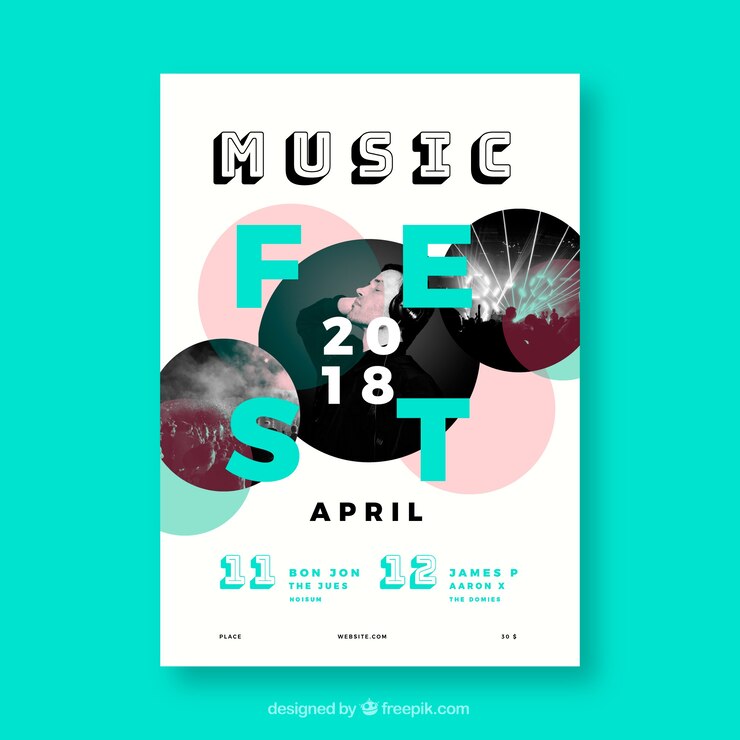 MUSIC
FE
20
18
ST
APRIL
11 BON JON
THE JUES
NOISUM
12 JAMES P
AARON X
THE DOMIES
PLACE WEBSITE.COM 30 $
designed by freepik.com